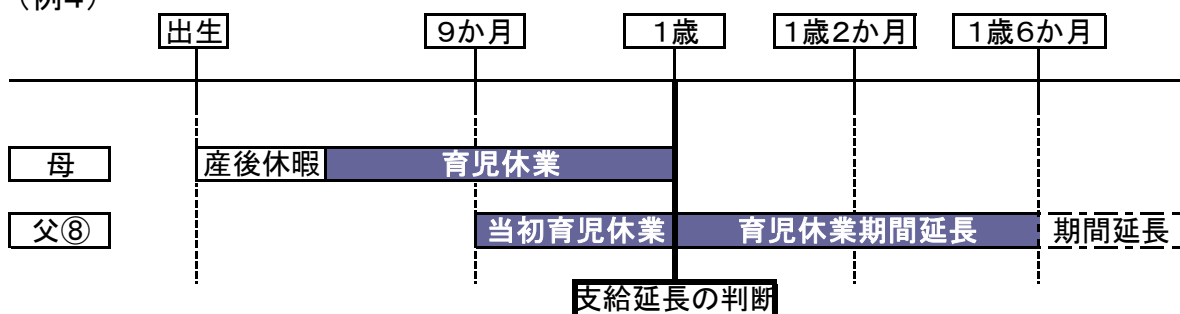 （例4）
出生 9か月 1歳 1歳2か月 1歳6か月
母 産後休暇 育児休業
父⑧ 当初育児休業 育児休業期間延長 期間延長
支給延長の判断